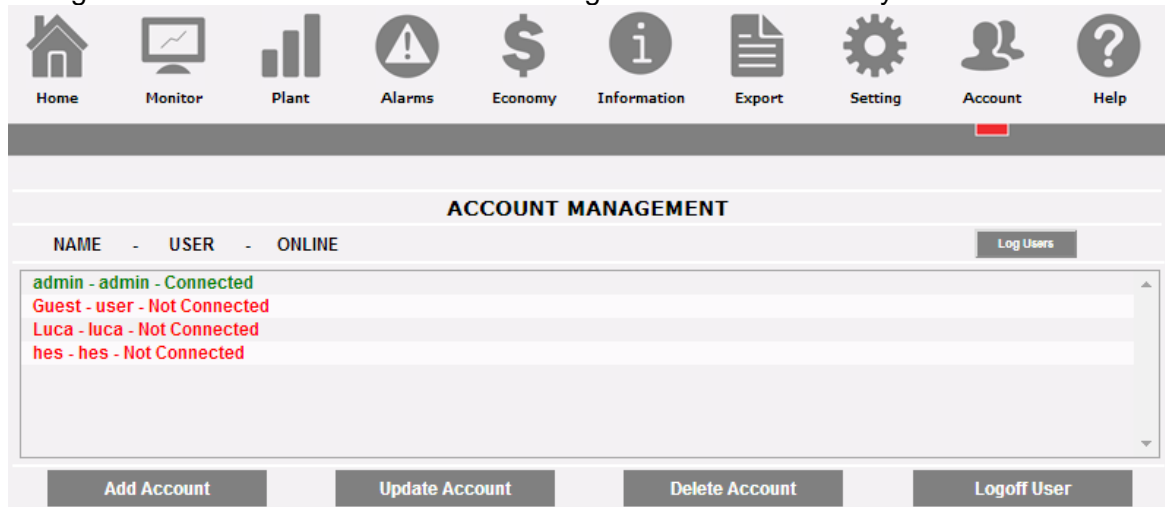 Home Monitor Plant Alarms Economy Information Export Setting Account Help
ACCOUNT MANAGEMENT
NAME - USER - ONLINE Log Users
admin - admin - Connected
Guest - user - Not Connected
Luca - luca - Not Connected
hes - hes - Not Connected
Add Account Update Account Delete Account Logoff User